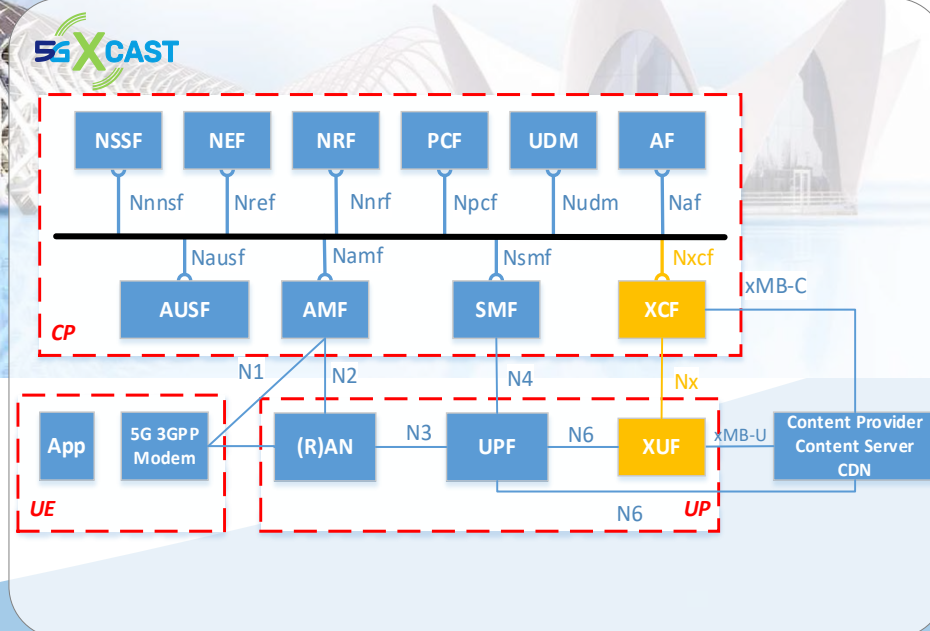 5G XCAST
NSSF
NEF
NRF
PCF
UDM
AF
Nnnsf
Nref
Nnrf
Npcf
Nudm
Naf
Nausf
Namf
Nsmf
Nxcf
xMB-C
AUSF
AMF
SMF
XCF
CP
N1
N2
N4
Nx
App
5G 3GPP
Modem
(R)AN
N3
UPF
N6
XUF
xMB-U
Content Provider
Content Server
CDN
UE
N6
UP